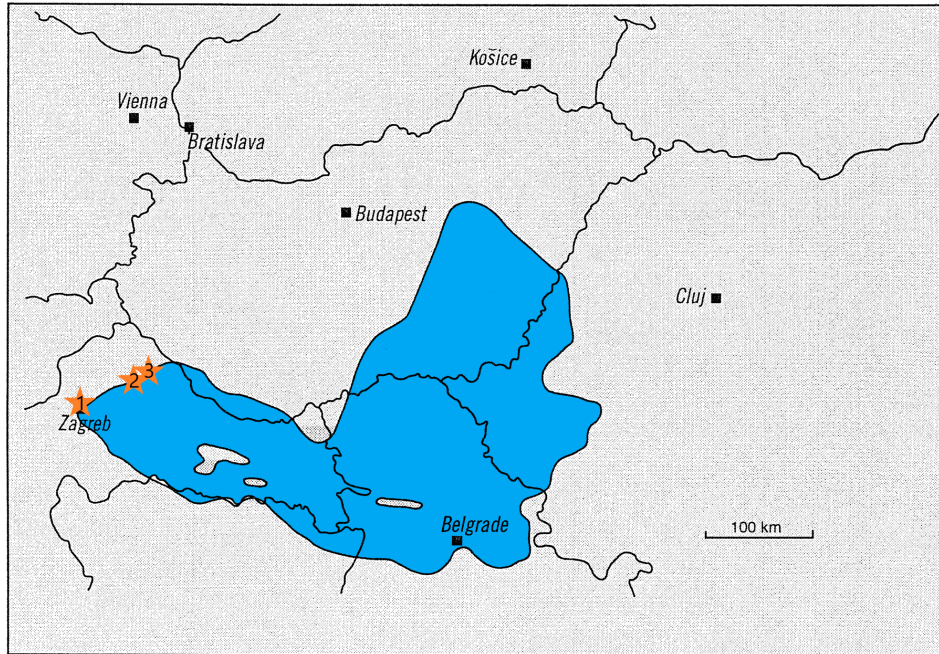 Košice
Vienna
Bratislava
Budapest
Cluj
3
2
1
Zagreb
Belgrade
100 km